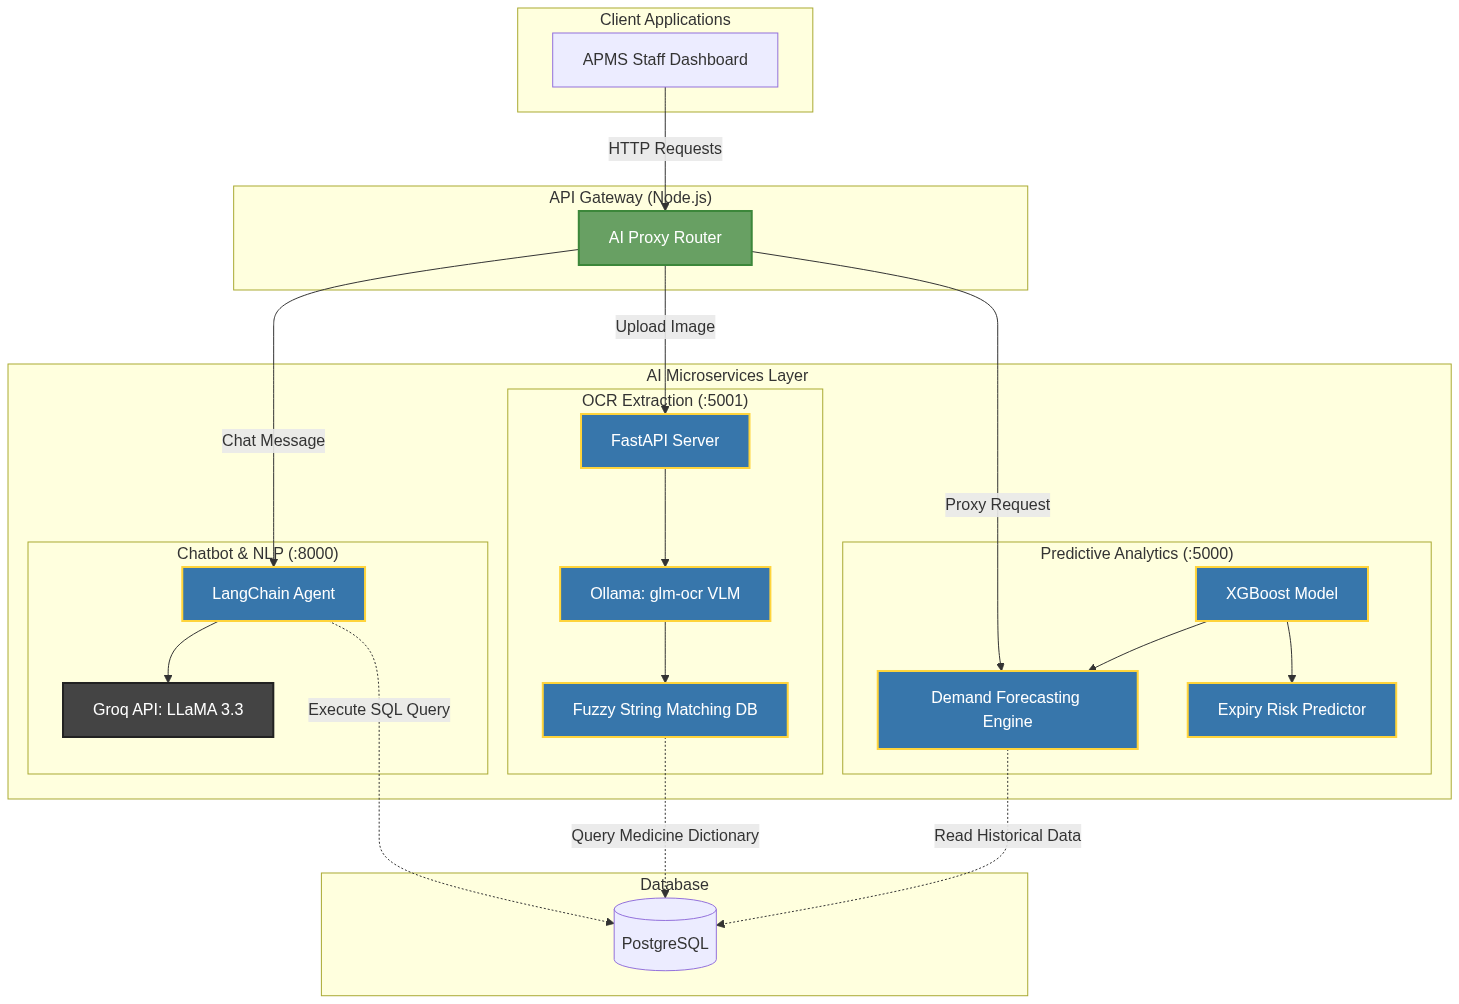 Client Applications
APMS Staff Dashboard
HTTP Requests
API Gateway (Node.js)
AI Proxy Router
Upload Image
AI Microservices Layer
OCR Extraction (:5001)
Chat Message
FastAPI Server
Proxy Request
Chatbot & NLP (:8000)
Predictive Analytics (:5000)
LangChain Agent
Ollama: glm-ocr VLM
XGBoost Model
Groq API: LLaMA 3.3
Execute SQL Query
Fuzzy String Matching DB
Demand Forecasting
Engine
Expiry Risk Predictor
Query Medicine Dictionary
Read Historical Data
Database
PostgreSQL